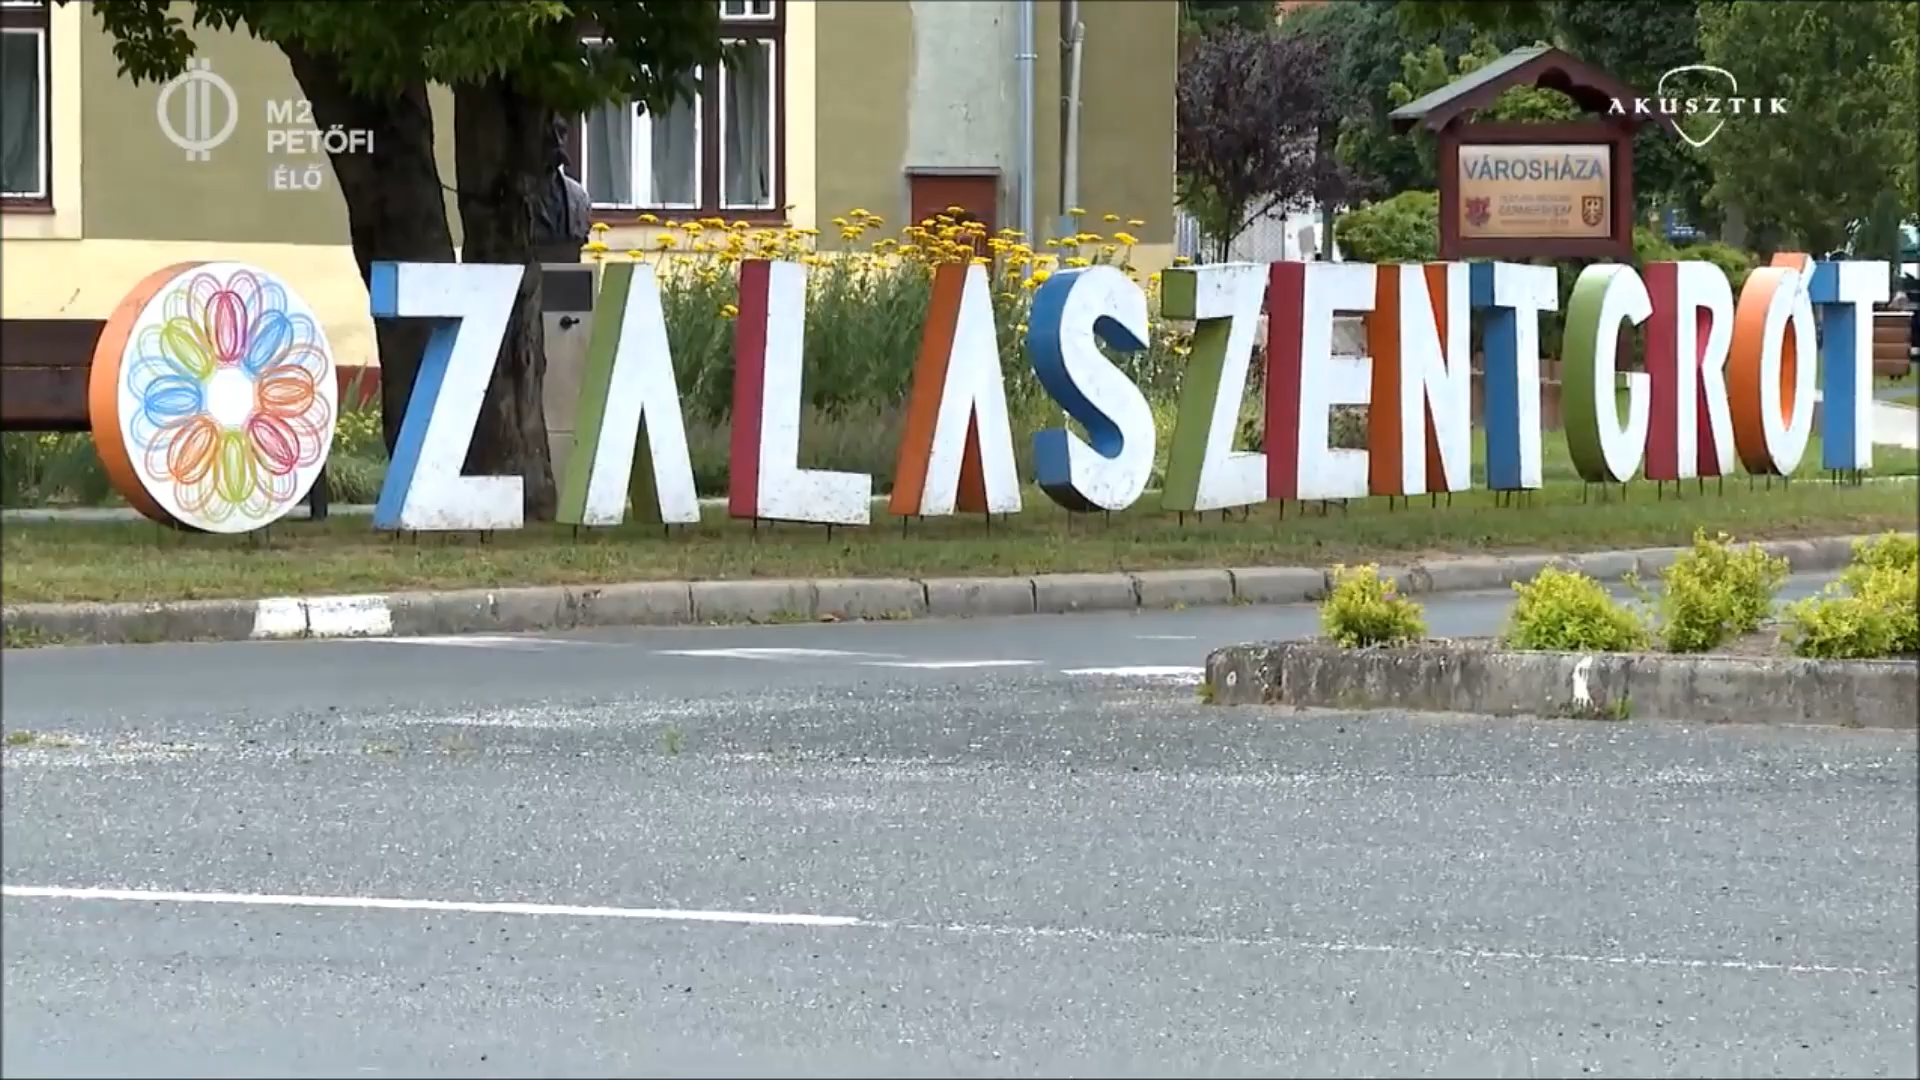 M2
PETŐFI
ÉLŐ
AKUSZTIK
VÁROSHÁZA
ZALASZENTGRÓT